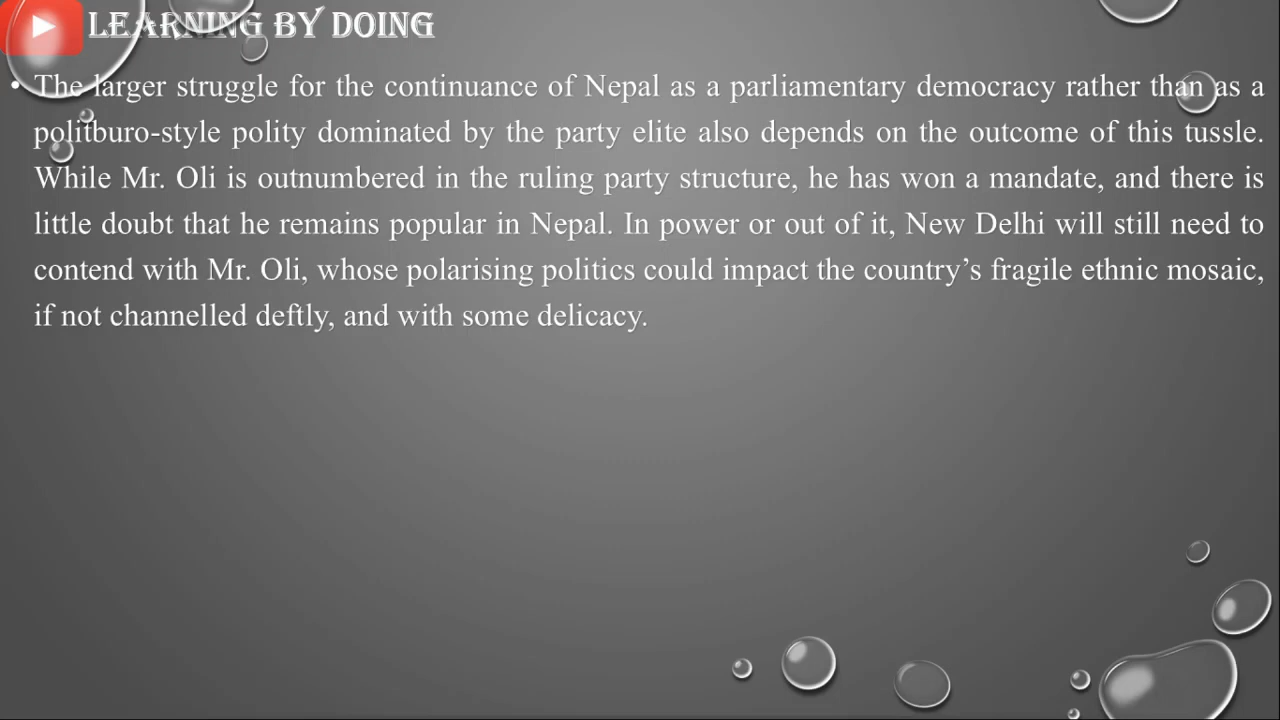 LEARNING BY DOING
• The larger struggle for the continuance of Nepal as a parliamentary democracy rather than as a
politburo-style polity dominated by the party elite also depends on the outcome of this tussle.
While Mr. Oli is outnumbered in the ruling party structure, he has won a mandate, and there is
little doubt that he remains popular in Nepal. In power or out of it, New Delhi will still need to
contend with Mr. Oli, whose polarising politics could impact the country’s fragile ethnic mosaic,
if not channelled deftly, and with some delicacy.